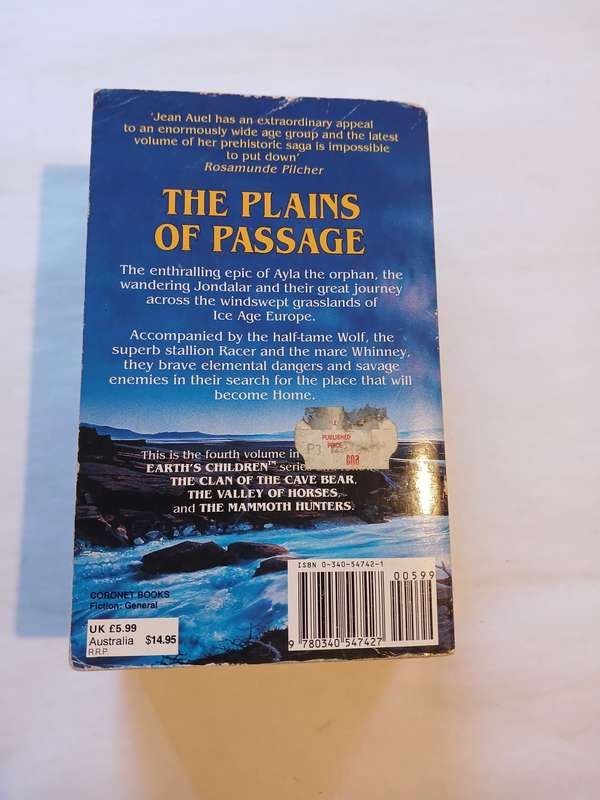 'Jean Auel has an extraordinary appeal
to an enormously wide age group and the latest
volume of her prehistoric saga is impossible
to put down'
Rosamunde Pilcher
THE PLAINS
OF PASSAGE
The enthralling epic of Ayla the orphan, the
wandering Jondalar and their great journey
across the windswept grasslands of
Ice Age Europe.
Accompanied by the half-tame Wolf, the
superb stallion Racer and the mare Whinney,
they brave elemental dangers and savage
enemies in their search for the place that will
become Home.
PUBLISHED
PRICE
P3
cna
This is the fourth volume in
EARTH'S CHILDREN™
THE CLAN OF THE CAVE BEAR,
THE VALLEY OF HORSES,
and THE MAMMOTH HUNTERS.
CORONET BOOKS
Fiction: General
UK £5.99
Australia $14.95
R.R.P.
ISBN 0-340-54742-1
00599
9 780340 547427